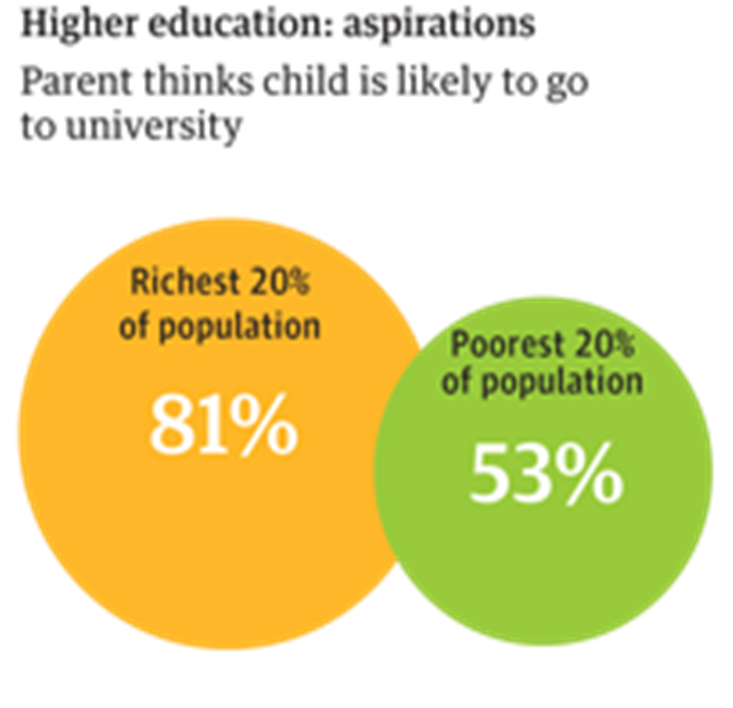 Higher education: aspirations
Parent thinks child is likely to go
to university
Richest 20%
of population
81%
Poorest 20%
of population
53%